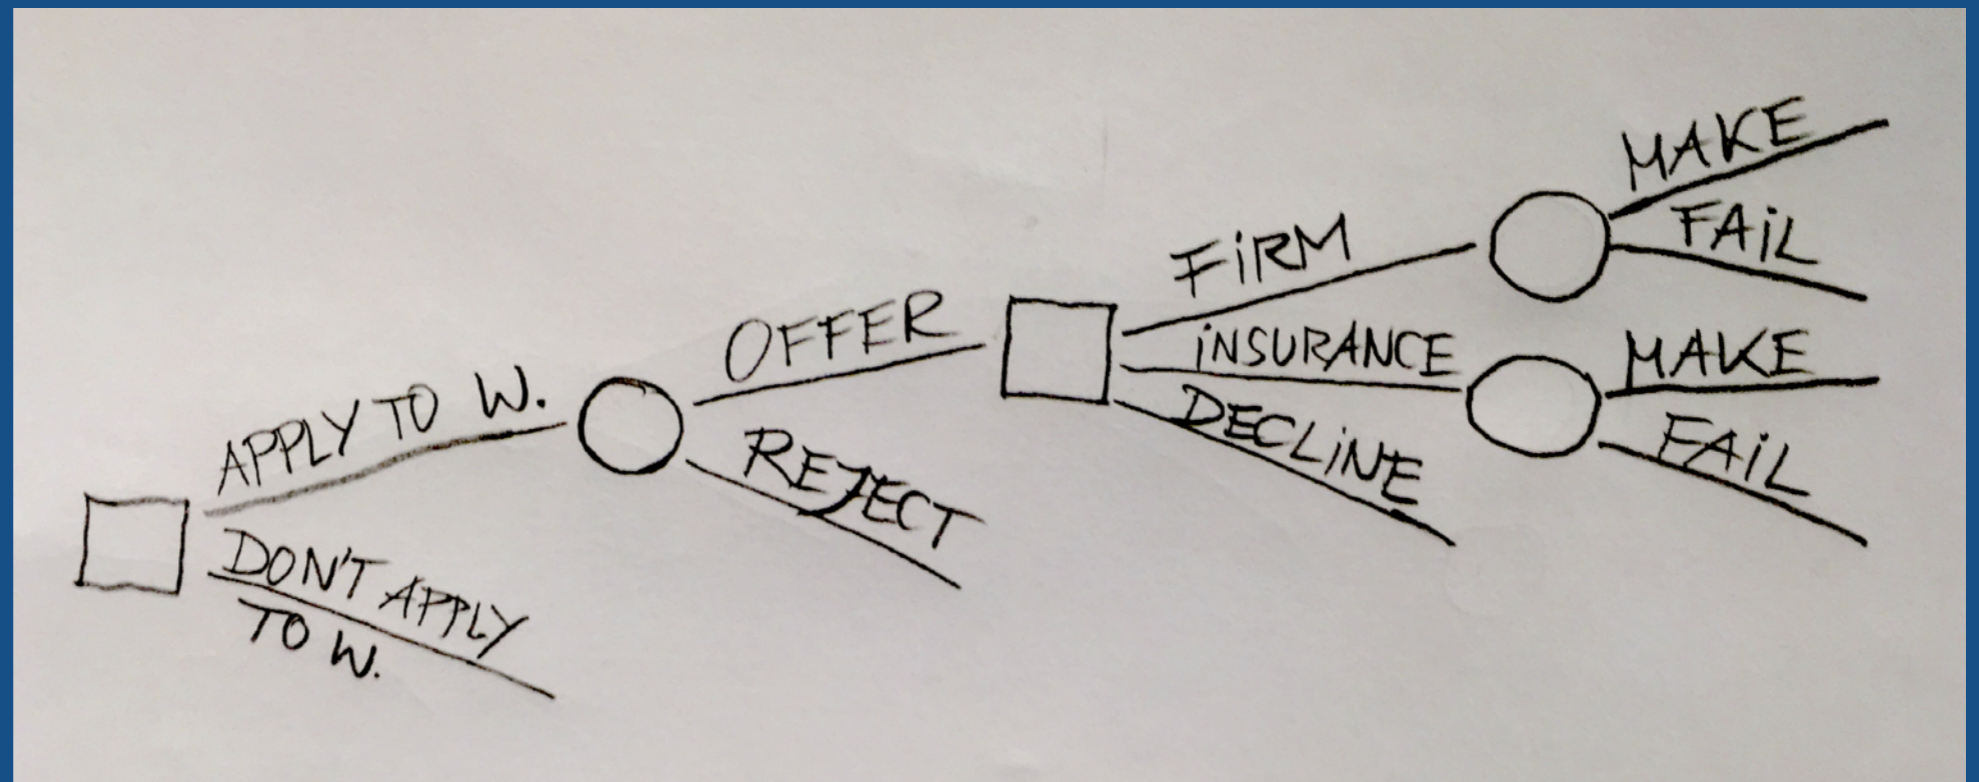 APPLY TO W.
DON'T APPLY
TO W.
OFFER
REJECT
FiRM
iNSURANCE
DECLiNE
MAKE
FAiL
MAKE
FAiL